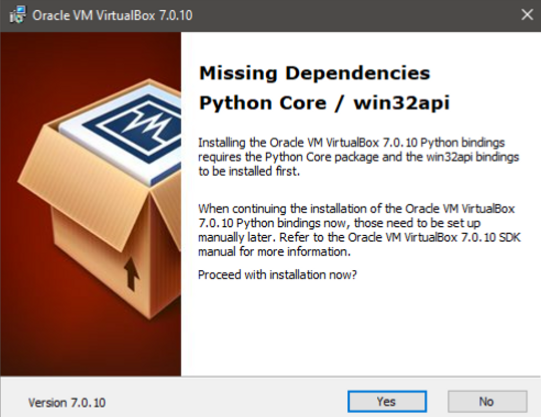 Oracle VM VirtualBox 7.0.10
Missing Dependencies
Python Core / win32api
Installing the Oracle VM VirtualBox 7.0.10 Python bindings
requires the Python Core package and the win32api bindings
to be installed first.
When continuing the installation of the Oracle VM VirtualBox
7.0.10 Python bindings now, those need to be set up
manually later. Refer to the Oracle VM VirtualBox 7.0.10 SDK
manual for more information.
Proceed with installation now?
Version 7.0.10
Yes
No